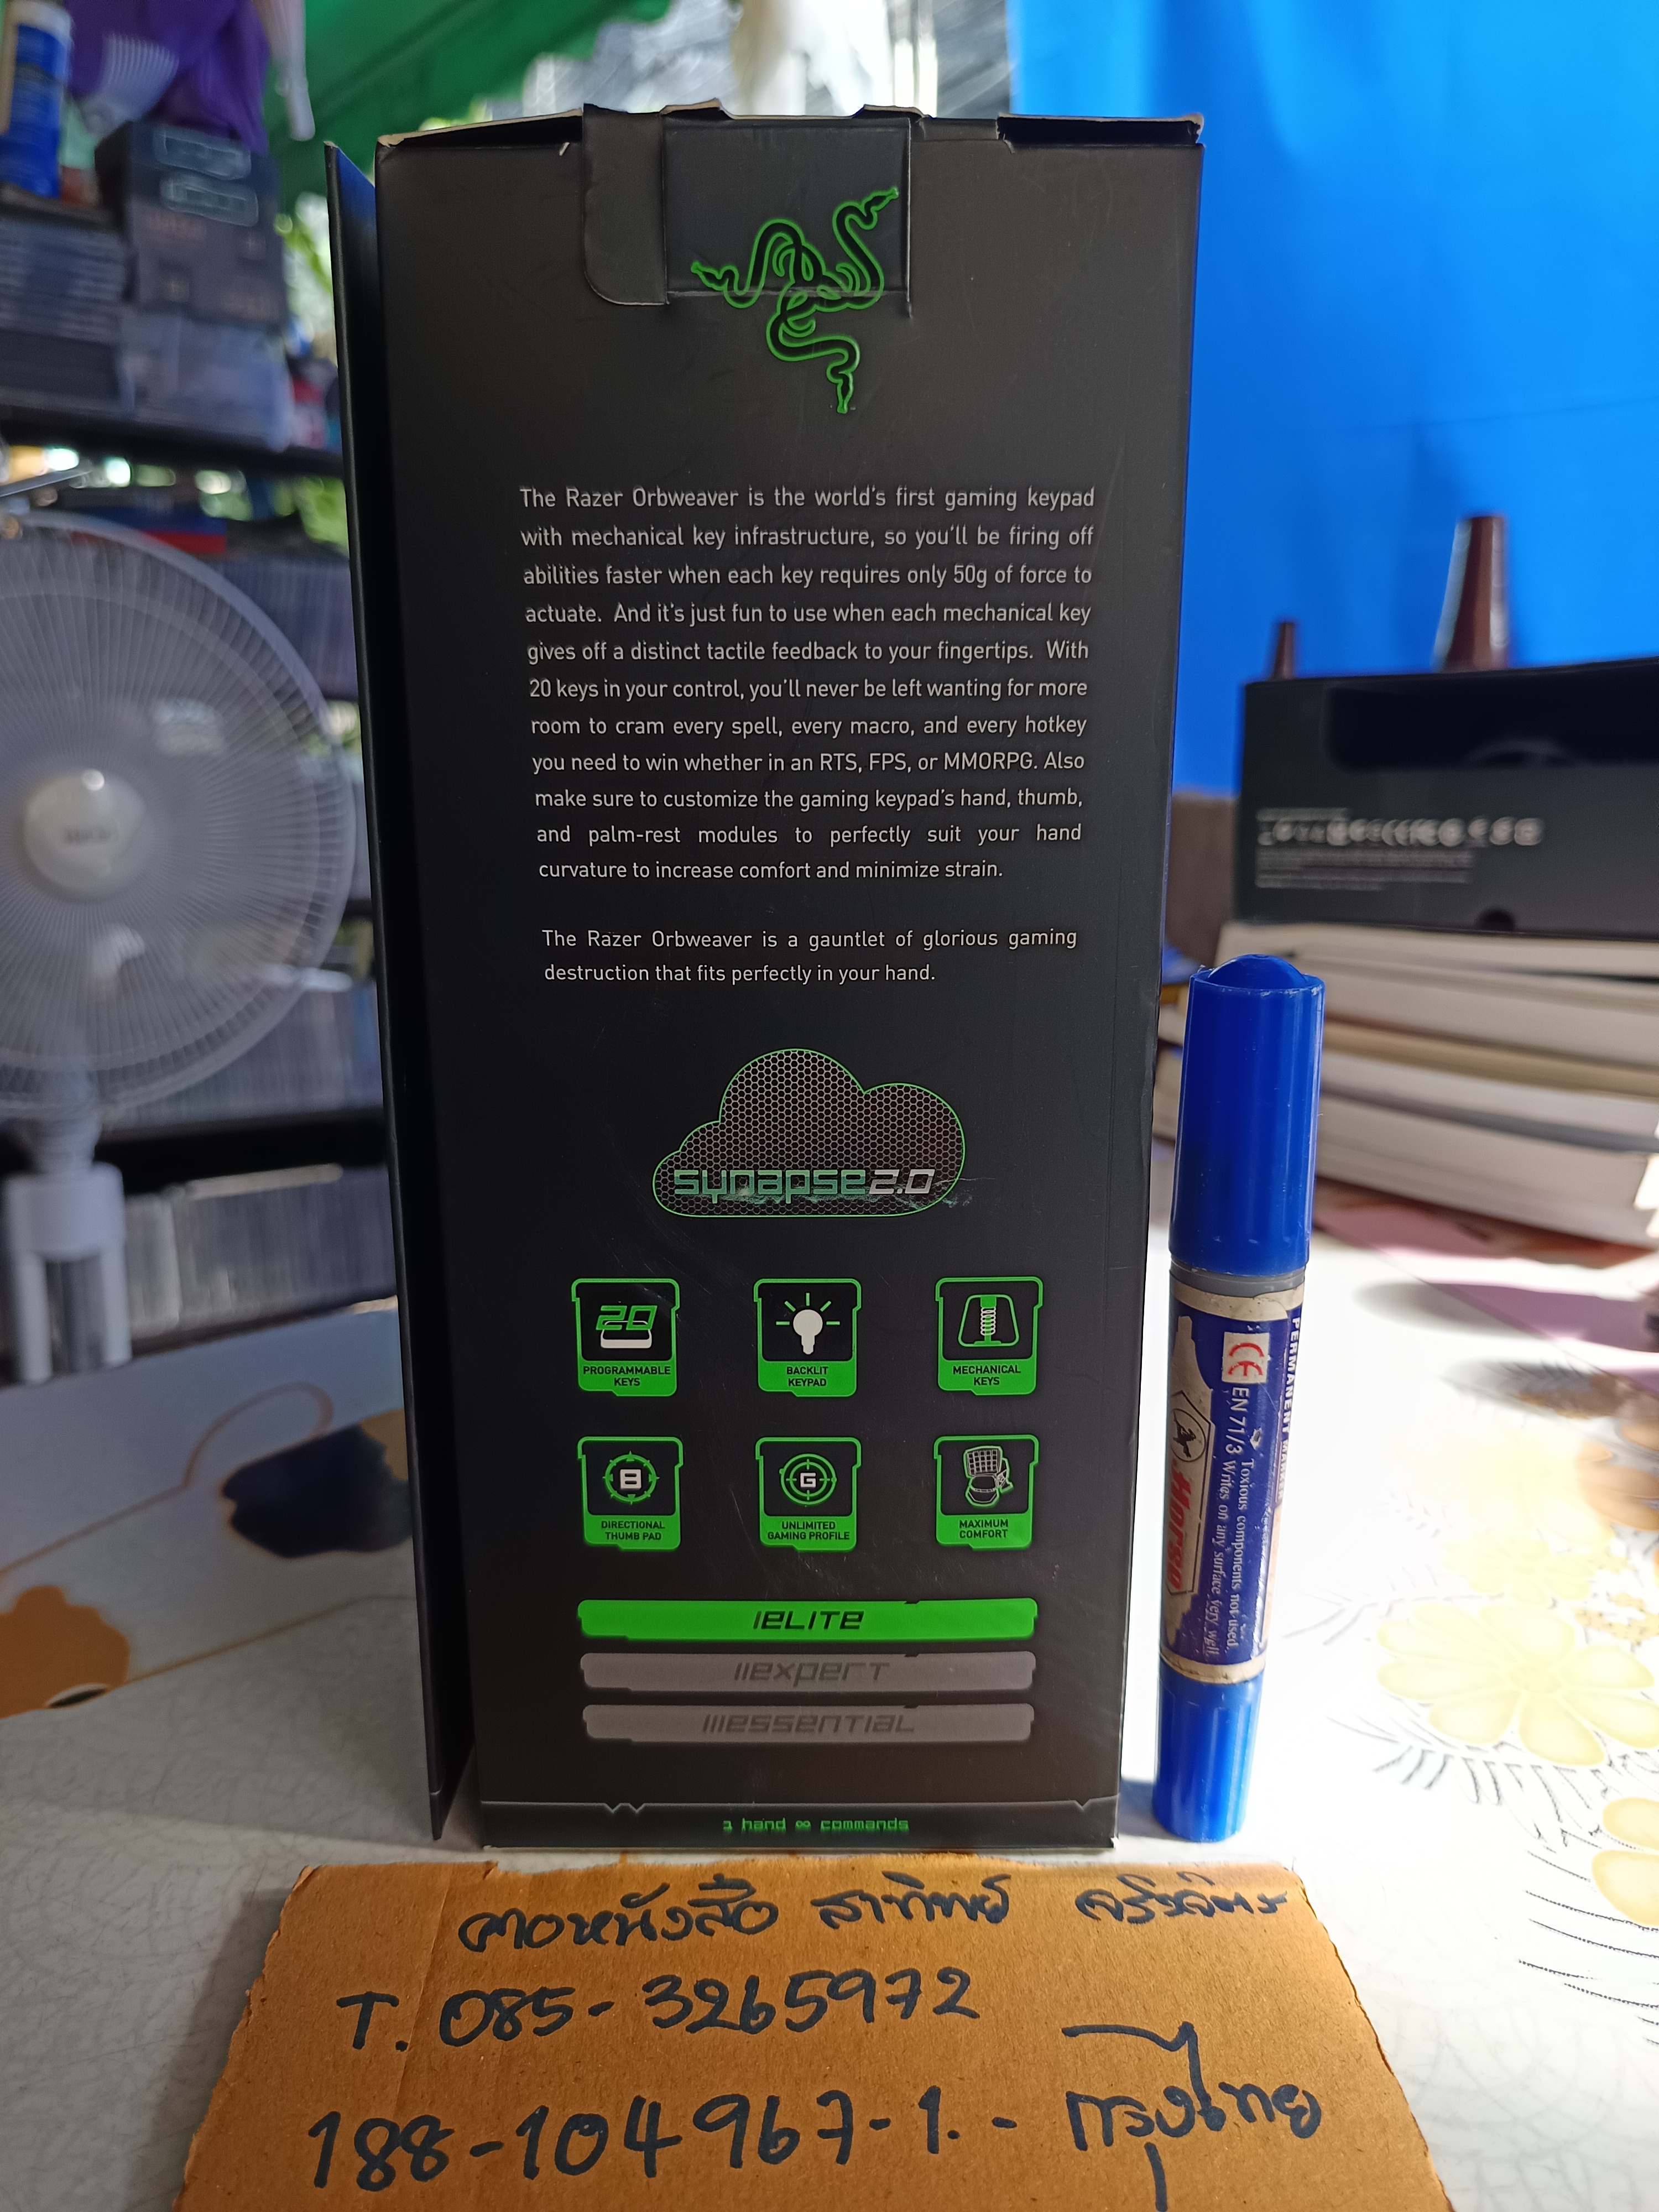 The Razer Orbweaver is the world's first gaming keypad
with mechanical key infrastructure, so you'll be firing off
abilities faster when each key requires only 50g of force to
actuate. And it's just fun to use when each mechanical key
gives off a distinct tactile feedback to your fingertips. With
20 keys in your control, you'll never be left wanting for more
room to cram every spell, every macro, and every hotkey
you need to win whether in an RTS, FPS, or MMORPG. Also
make sure to customize the gaming keypad's hand, thumb,
and palm-rest modules to perfectly suit your hand
curvature to increase comfort and minimize strain.
The Razer Orbweaver is a gauntlet of glorious gaming
destruction that fits perfectly in your hand.
synapse2.0
20
PROGRAMMABLE
KEYS
BACKLIT
KEYPAD
MECHANICAL
KEYS
8
DIRECTIONAL
THUMB PAD
G
UNLIMITED
GAMING PROFILE
MAXIMUM
COMFORT
IELITE
IIEXPERT
IIIESSENTIAL
1 hand ∞ commands
PERMANENT
CE EN 71/3 Toxious components not used.
Writes on any surface very well.
Horse
หนังสือ สาทิพย์
T. 085-3265972
188-104967-1.- กรุงไทย